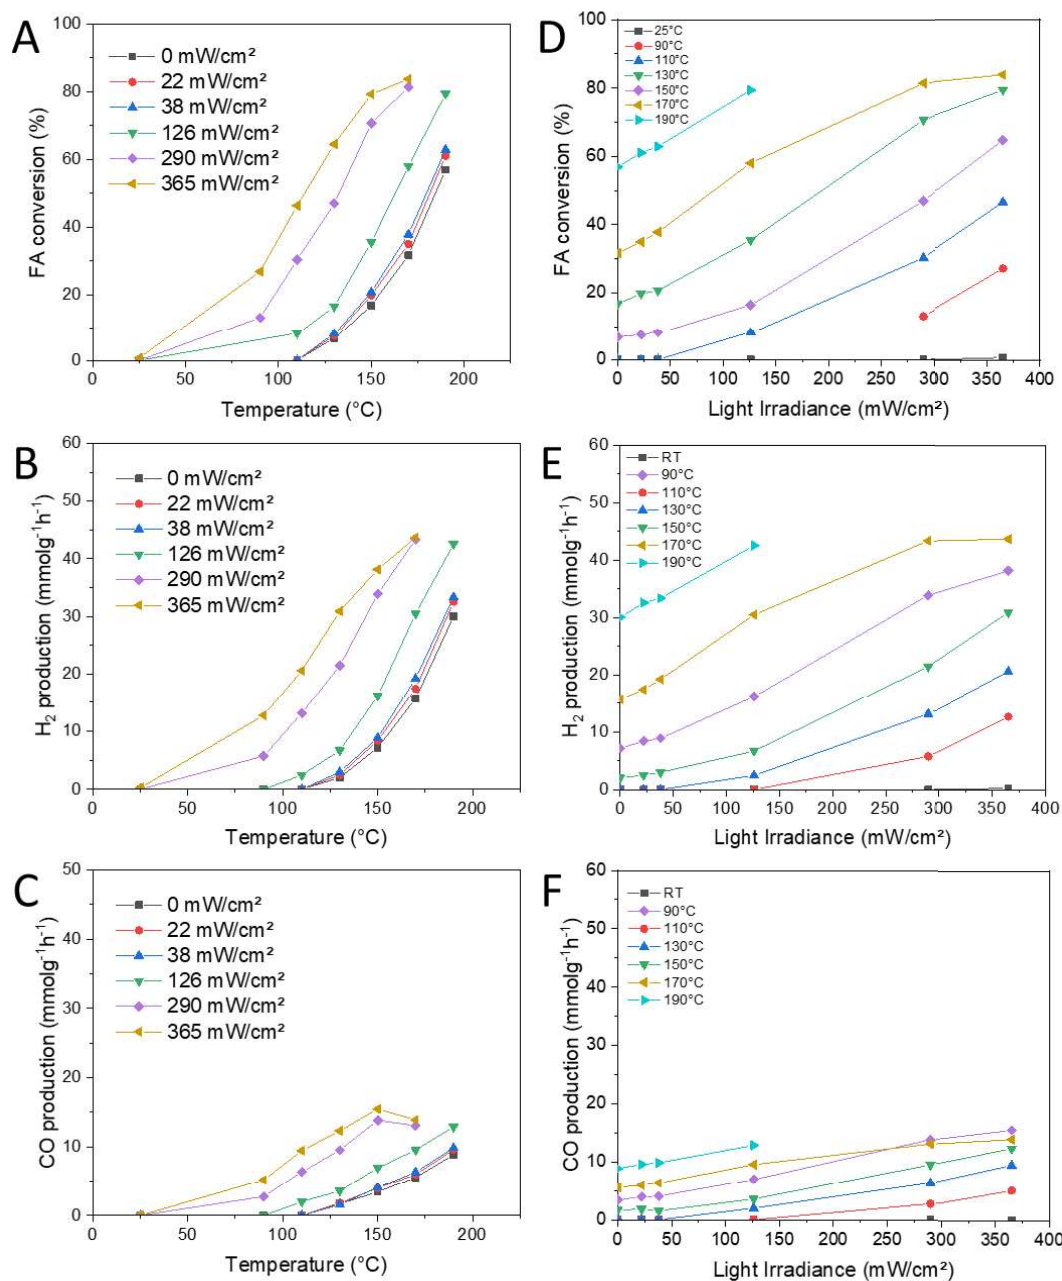 A
FA conversion (%)
100
80
60
40
20
0
0 mW/cm²
22 mW/cm²
38 mW/cm²
126 mW/cm²
290 mW/cm²
365 mW/cm²
0 50 100 150 200
Temperature (°C)
D
FA conversion (%)
100
80
60
40
20
0
25°C
90°C
110°C
130°C
150°C
170°C
190°C
0 50 100 150 200 250 300 350 400
Light Irradiance (mW/cm²)
B
H₂ production (mmolg⁻¹h⁻¹)
60
50
40
30
20
10
0
0 mW/cm²
22 mW/cm²
38 mW/cm²
126 mW/cm²
290 mW/cm²
365 mW/cm²
0 50 100 150 200
Temperature (°C)
E
H₂ production (mmolg⁻¹h⁻¹)
60
50
40
30
20
10
0
RT
90°C
110°C
130°C
150°C
170°C
190°C
0 50 100 150 200 250 300 350 400
Light Irradiance (mW/cm²)
C
CO production (mmolg⁻¹h⁻¹)
50
40
30
20
10
0
0 mW/cm²
22 mW/cm²
38 mW/cm²
126 mW/cm²
290 mW/cm²
365 mW/cm²
0 50 100 150 200
Temperature (°C)
F
CO production (mmolg⁻¹h⁻¹)
60
50
40
30
20
10
0
RT
90°C
110°C
130°C
150°C
170°C
190°C
0 50 100 150 200 250 300 350 400
Light Irradiance (mW/cm²)